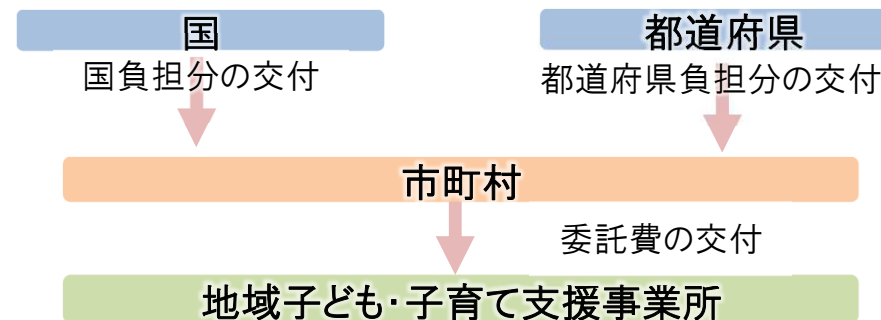 国
都道府県
国負担分の交付
都道府県負担分の交付
市町村
委託費の交付
地域子ども・子育て支援事業所